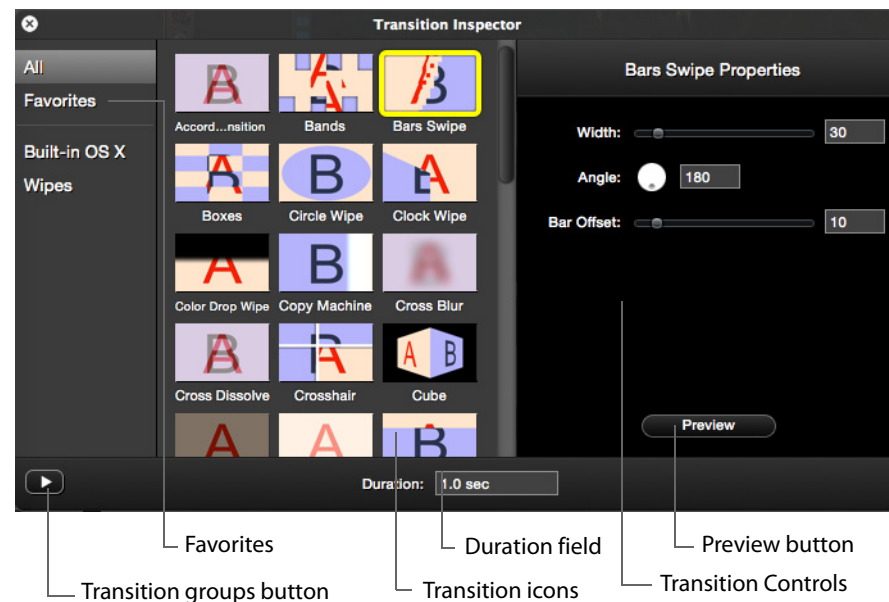 Transition Inspector
All
Favorites
Built-in OS X
Wipes
A B
Accord...nsition
Bands
B
Bars Swipe
A
Boxes
B
Circle Wipe
A
Clock Wipe
A
Color Drop Wipe
B
Copy Machine
A
Cross Blur
A B
Cross Dissolve
A
Crosshair
A B
Cube
A
A
B
Bars Swipe Properties
Width: 30
Angle: 180
Bar Offset: 10
Preview
Duration: 1.0 sec
Favorites
Duration field
Preview button
Transition groups button
Transition icons
Transition Controls